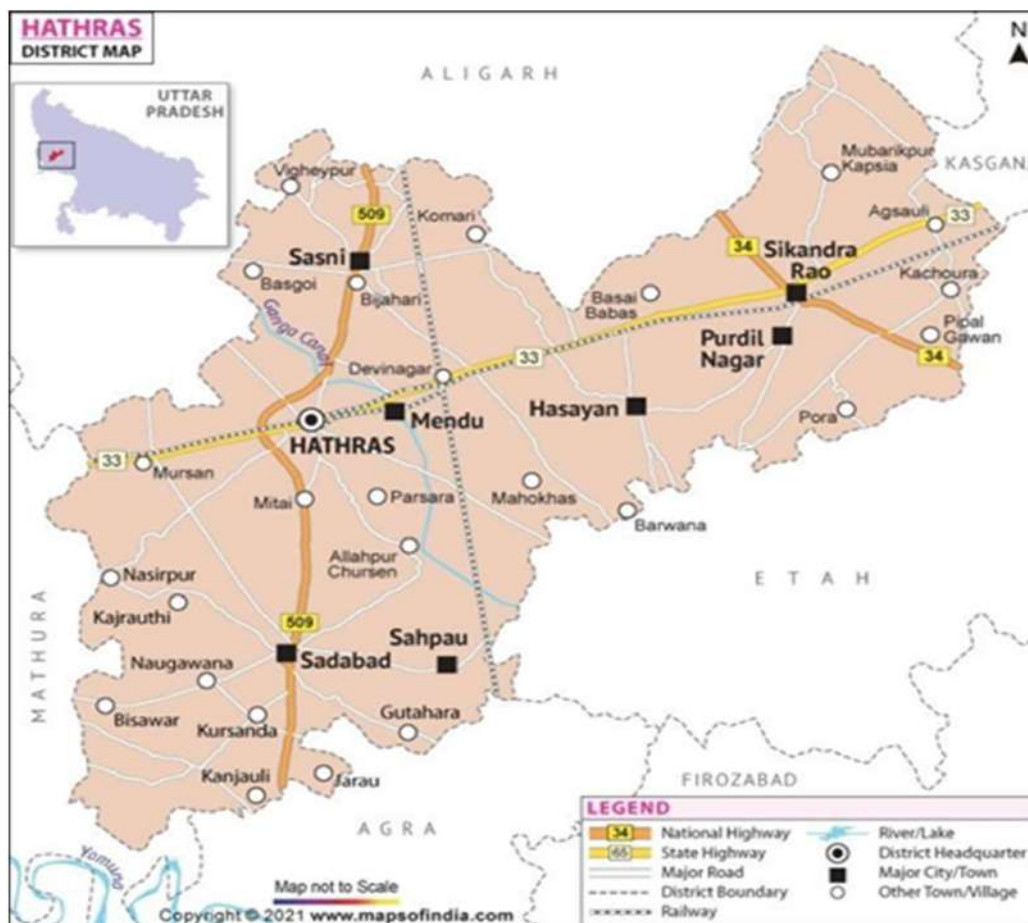 HATHRAS
DISTRICT MAP
N
ALIGARH
UTTAR
PRADESH
Mubarikpur
Kapsia
KASGANJ
Vigheypur
509
Komari
Agsauli
33
34
Sikandra
Rao
Sasni
Basgoi
Bijahari
Kachoura
Basai
Babas
Ganga Canal
Purdil
Nagar
Pipal
Gawan
33
34
Devinagar
Hasayan
Mendu
Pora
HATHRAS
33
Mursan
Mitai
Parsara
Mahokhas
Barwana
Allahpur
Chursen
Nasirpur
ETAH
Kajrauthi
MATHURA
509
Sahpau
Sadabad
Naugawana
Bisawar
Kursanda
Gutahara
Kanjauli
Jarau
FIROZABAD
AGRA
Yamuna
LEGEND
34 National Highway
River/Lake
65 State Highway
District Headquarter
Major Road
Major City/Town
District Boundary
Other Town/Village
Railway
Map not to Scale
Copyright © 2021 www.mapsofindia.com